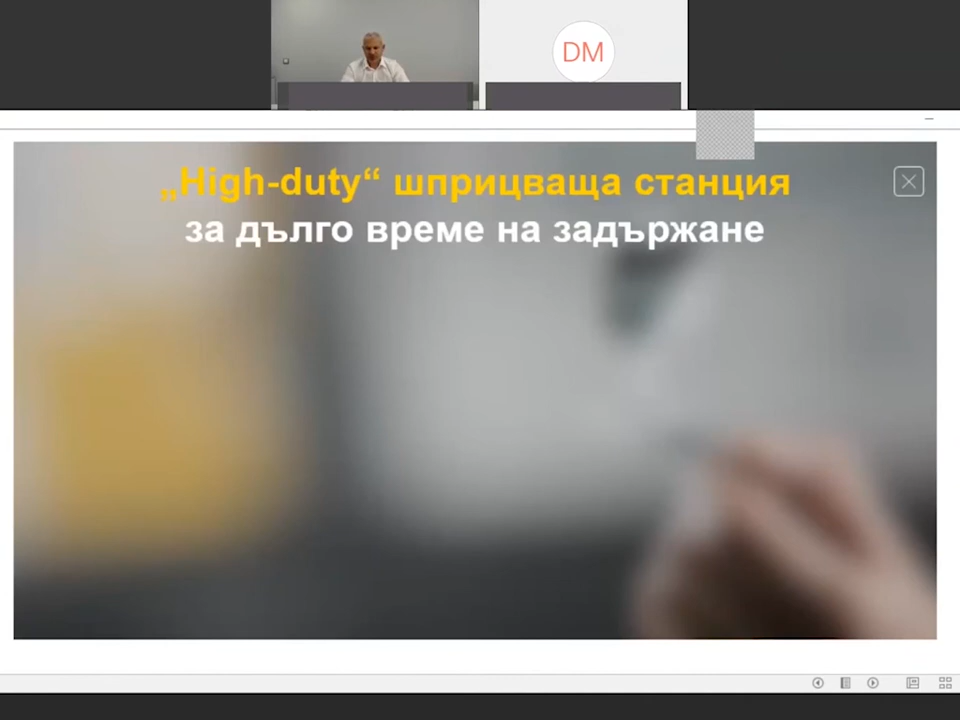 DM
„High-duty“ шприцваща станция
за дълго време на задържане